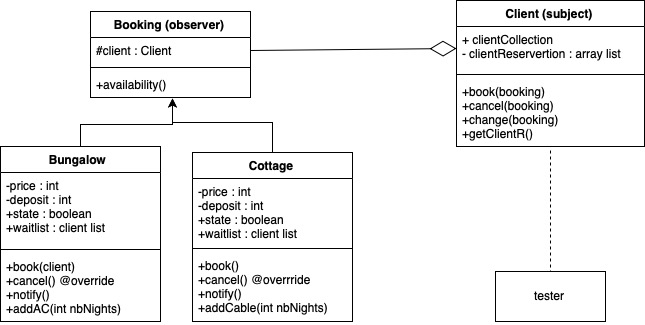 Booking (observer)
#client : Client
+availability()
Client (subject)
+ clientCollection
- clientReservertion : array list
+book(booking)
+cancel(booking)
+change(booking)
+getClientR()
Bungalow
-price : int
-deposit : int
+state : boolean
+waitlist : client list
+book(client)
+cancel() @overrride
+notify()
+addAC(int nbNights)
Cottage
-price : int
-deposit : int
+state : boolean
+waitlist : client list
+book()
+cancel() @overrride
+notify()
+addCable(int nbNights)
tester